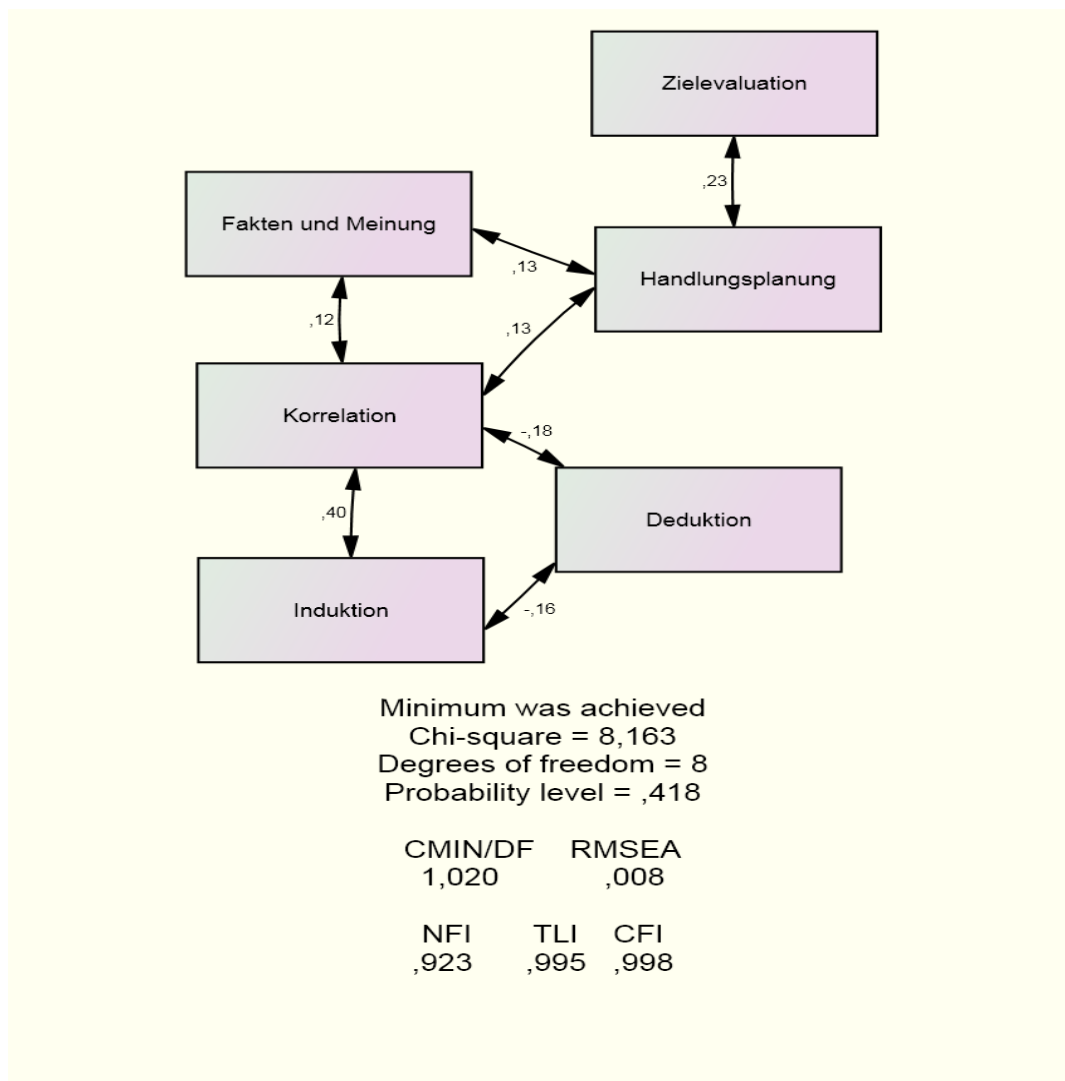 Zielevaluation
,23
Fakten und Meinung
,13
Handlungsplanung
,12
,13
Korrelation
-,18
,40
Deduktion
Induktion
-,16
Minimum was achieved
Chi-square = 8,163
Degrees of freedom = 8
Probability level = ,418
CMIN/DF RMSEA
1,020 ,008
NFI TLI CFI
,923 ,995 ,998